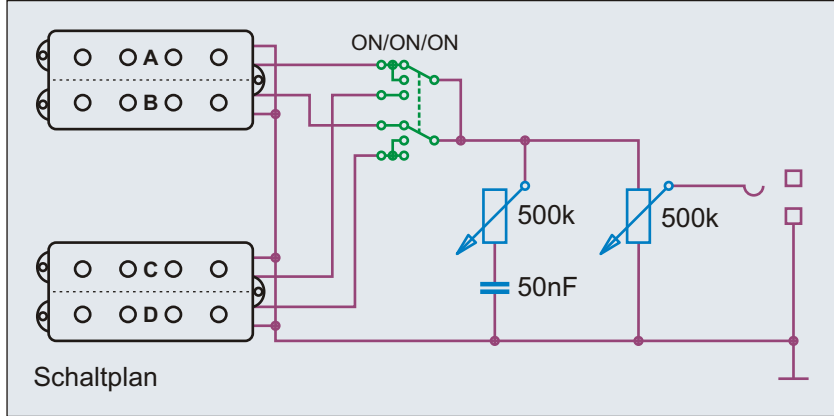 ON/ON/ON
A
B
500k
500k
C
D
50nF
Schaltplan